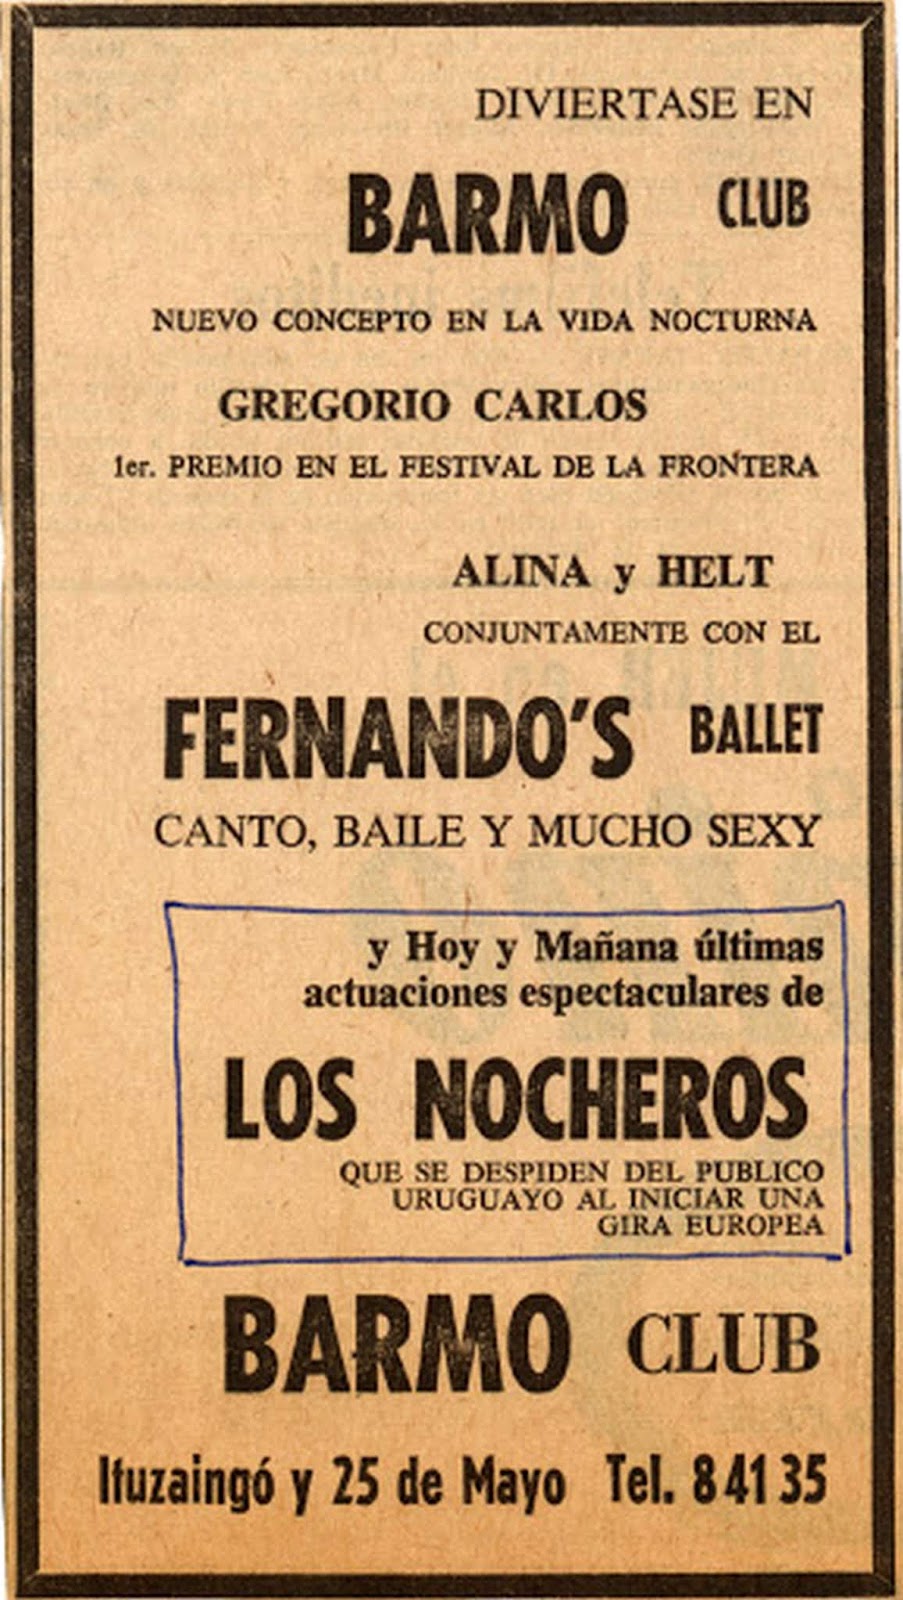 DIVIERTASE EN
BARMO CLUB
NUEVO CONCEPTO EN LA VIDA NOCTURNA
GREGORIO CARLOS
1er. PREMIO EN EL FESTIVAL DE LA FRONTERA
ALINA y HELT
CONJUNTAMENTE CON EL
FERNANDO'S BALLET
CANTO, BAILE Y MUCHO SEXY
y Hoy y Mañana últimas
actuaciones espectaculares de
LOS NOCHEROS
QUE SE DESPIDEN DEL PUBLICO
URUGUAYO AL INICIAR UNA
GIRA EUROPEA
BARMO CLUB
Ituzaingó y 25 de Mayo Tel. 8 41 35